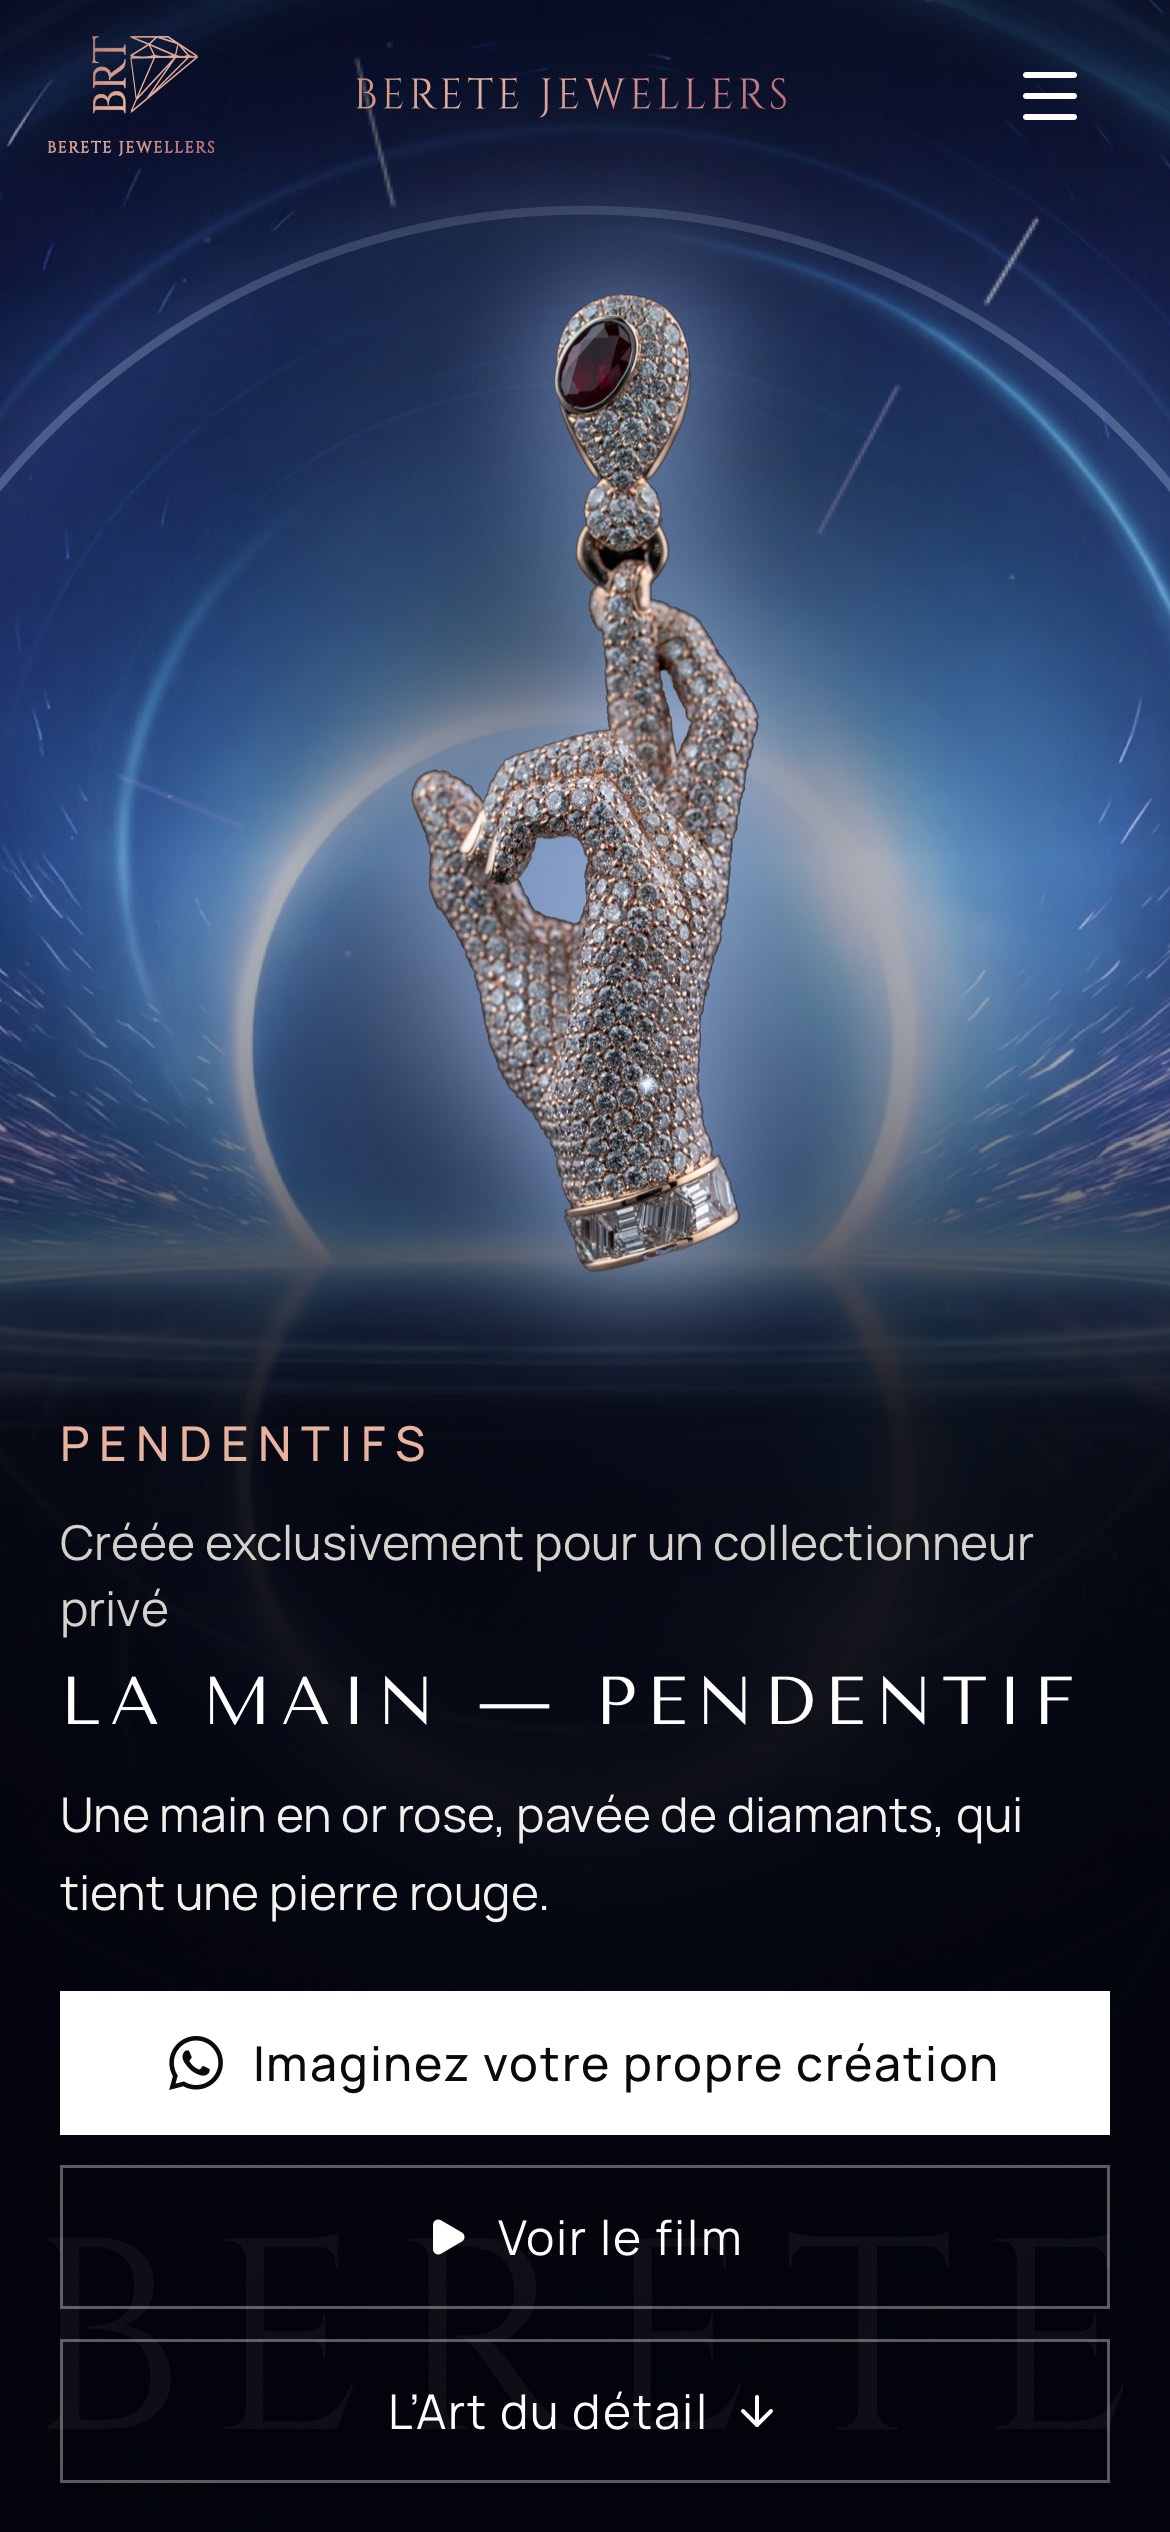 BRT
BERETE JEWELLERS
BERETE JEWELLERS
PENDENTIFS
Créée exclusivement pour un collectionneur
privé
LA MAIN — PENDENTIF
Une main en or rose, pavée de diamants, qui
tient une pierre rouge.
Imaginez votre propre création
Voir le film
BERETE
L’Art du détail ↓